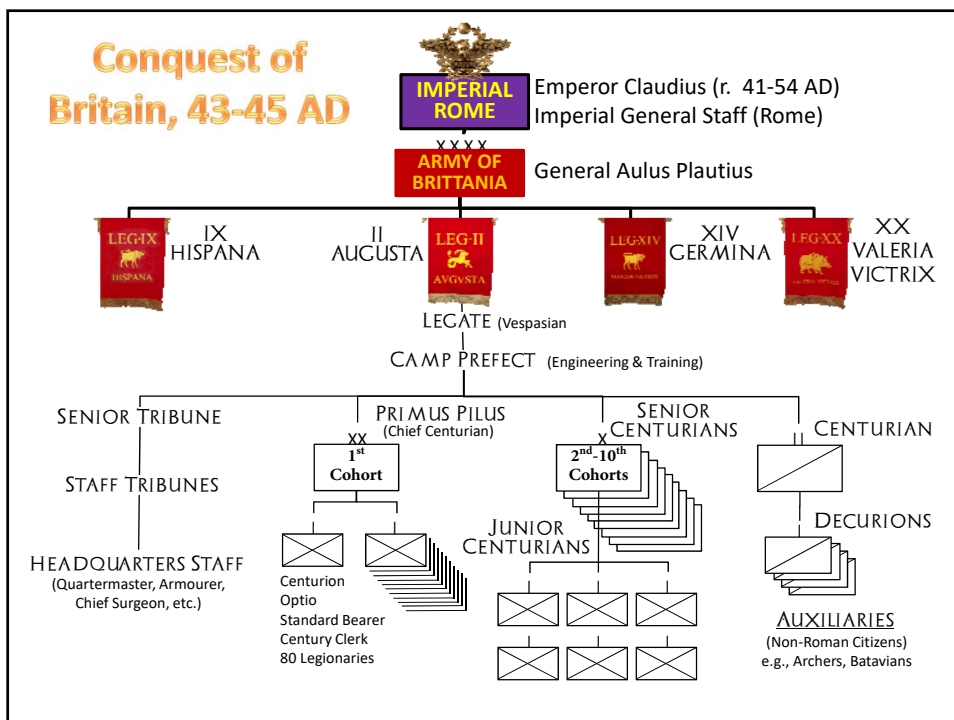 Conquest of
Britain, 43-45 AD
IMPERIAL
ROME
Emperor Claudius (r. 41-54 AD)
Imperial General Staff (Rome)
X X X X
ARMY OF
BRITTANIA
General Aulus Plautius
LEG·IX
HISPANA
IX
HISPANA
II
AUGUSTA
LEG·II
AVGVSTA
LEG·XIV
XIV
GERMINA
LEG·XX
XX
VALERIA
VICTRIX
LEGATE (Vespasian
CAMP PREFECT (Engineering & Training)
SENIOR TRIBUNE
STAFF TRIBUNES
HEADQUARTERS STAFF
(Quartermaster, Armourer,
Chief Surgeon, etc.)
PRIMUS PILUS
(Chief Centurian)
XX
1st
Cohort
Centurion
Optio
Standard Bearer
Century Clerk
80 Legionaries
SENIOR
CENTURIANS
X
2nd-10th
Cohorts
JUNIOR
CENTURIANS
CENTURIAN
II
DECURIONS
AUXILIARIES
(Non-Roman Citizens)
e.g., Archers, Batavians